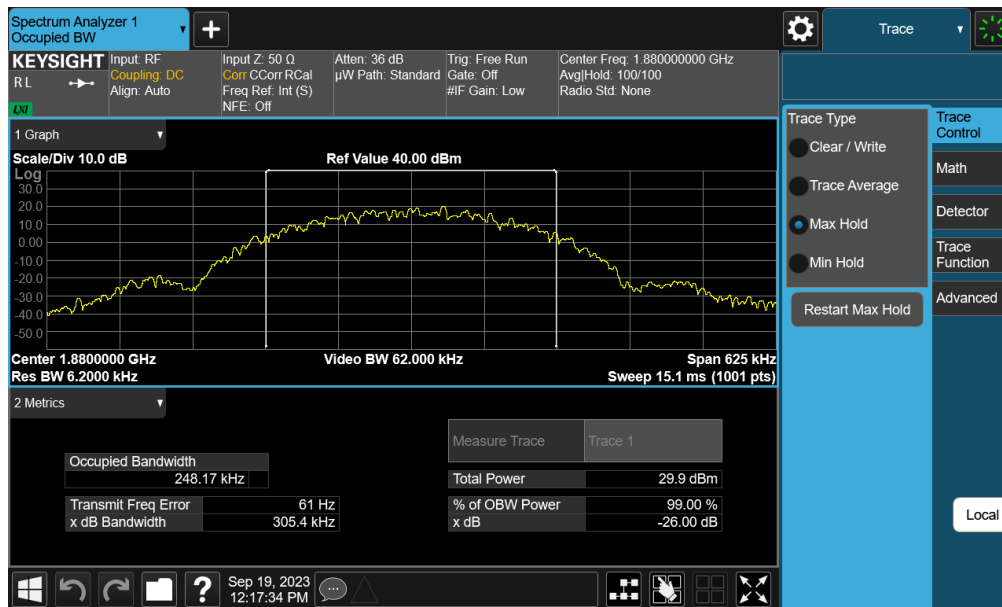 Spectrum Analyzer 1
Occupied BW
+
Trace
KEYSIGHT
R L
LXI
Input: RF
Coupling: DC
Align: Auto
Input Z: 50 Ω
Corr CCorr RCal
Freq Ref: Int (S)
NFE: Off
Atten: 36 dB
µW Path: Standard
Trig: Free Run
Gate: Off
#IF Gain: Low
Center Freq: 1.880000000 GHz
Avg|Hold: 100/100
Radio Std: None
1 Graph
Scale/Div 10.0 dB
Ref Value 40.00 dBm
Log
30.0
20.0
10.0
0.00
-10.0
-20.0
-30.0
-40.0
-50.0
Center 1.8800000 GHz
Video BW 62.000 kHz
Span 625 kHz
Res BW 6.2000 kHz
Sweep 15.1 ms (1001 pts)
2 Metrics
Measure Trace
Trace 1
Occupied Bandwidth
248.17 kHz
Total Power
29.9 dBm
Transmit Freq Error
61 Hz
% of OBW Power
99.00 %
x dB Bandwidth
305.4 kHz
x dB
-26.00 dB
Trace Type
Clear / Write
Trace Average
Max Hold
Min Hold
Restart Max Hold
Trace
Control
Math
Detector
Trace
Function
Advanced
Local
?
Sep 19, 2023
12:17:34 PM